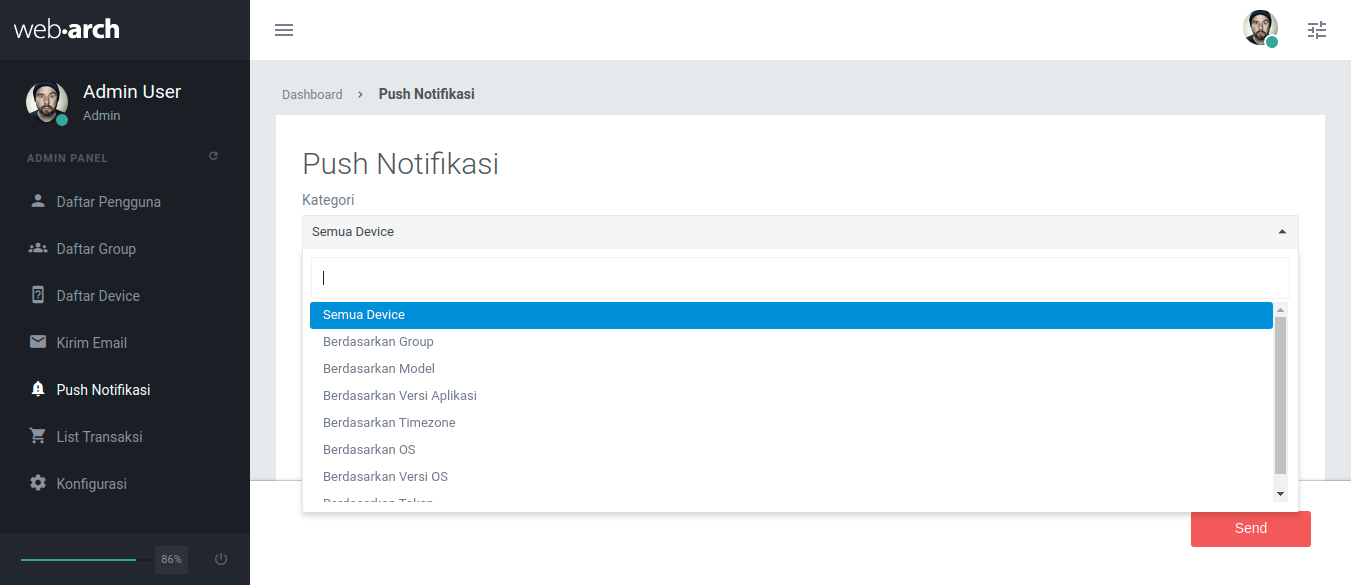 web•arch
Admin User
Admin
ADMIN PANEL
Daftar Pengguna
Daftar Group
Daftar Device
Kirim Email
Push Notifikasi
List Transaksi
Konfigurasi
86%
Dashboard > Push Notifikasi
Push Notifikasi
Kategori
Semua Device
Semua Device
Berdasarkan Group
Berdasarkan Model
Berdasarkan Versi Aplikasi
Berdasarkan Timezone
Berdasarkan OS
Berdasarkan Versi OS
Berdasarkan Token
Send